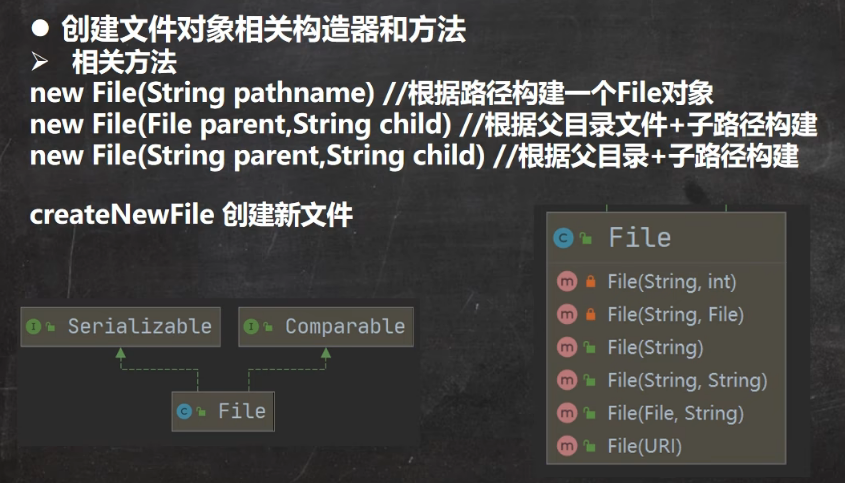 ● 创建文件对象相关构造器和方法
➢ 相关方法
new File(String pathname) //根据路径构建一个File对象
new File(File parent,String child) //根据父目录文件+子路径构建
new File(String parent,String child) //根据父目录+子路径构建
createNewFile 创建新文件
I Serializable
I Comparable
C File
C File
m File(String, int)
m File(String, File)
m File(String)
m File(String, String)
m File(File, String)
m File(URI)